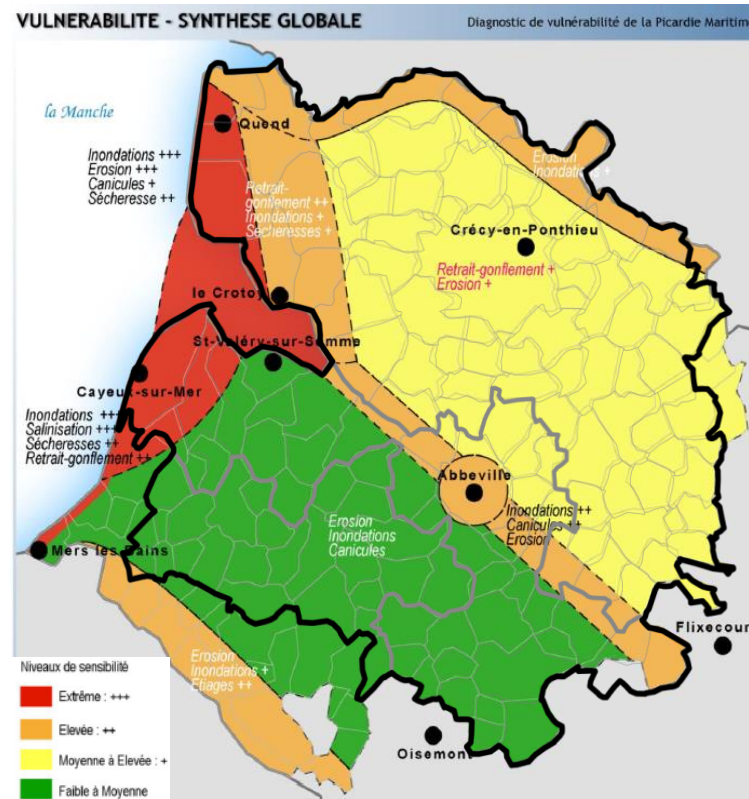 VULNERABILITE - SYNTHESE GLOBALE
Diagnostic de vulnérabilité de la Picardie Maritime
la Manche
Quend
Inondations +++
Erosion +++
Canicules +
Sécheresse ++
Erosion
Inondations +
Retrait-
gonflement ++
Inondations +
Sécheresses +
Crécy-en-Ponthieu
Retrait-gonflement +
Erosion +
le Crotoy
St-Valéry-sur-Somme
Cayeux-sur-Mer
Inondations +++
Salinisation +++
Sécheresses ++
Retrait-gonflement ++
Abbeville
Inondations ++
Canicules ++
Erosion
Erosion
Inondations
Canicules
Mers les Bains
Flixecour
Erosion
Inondations +
Etiages ++
Oisemont
Niveaux de sensibilité
Extrême : +++
Elevée : ++
Moyenne à Elevée : +
Faible à Moyenne